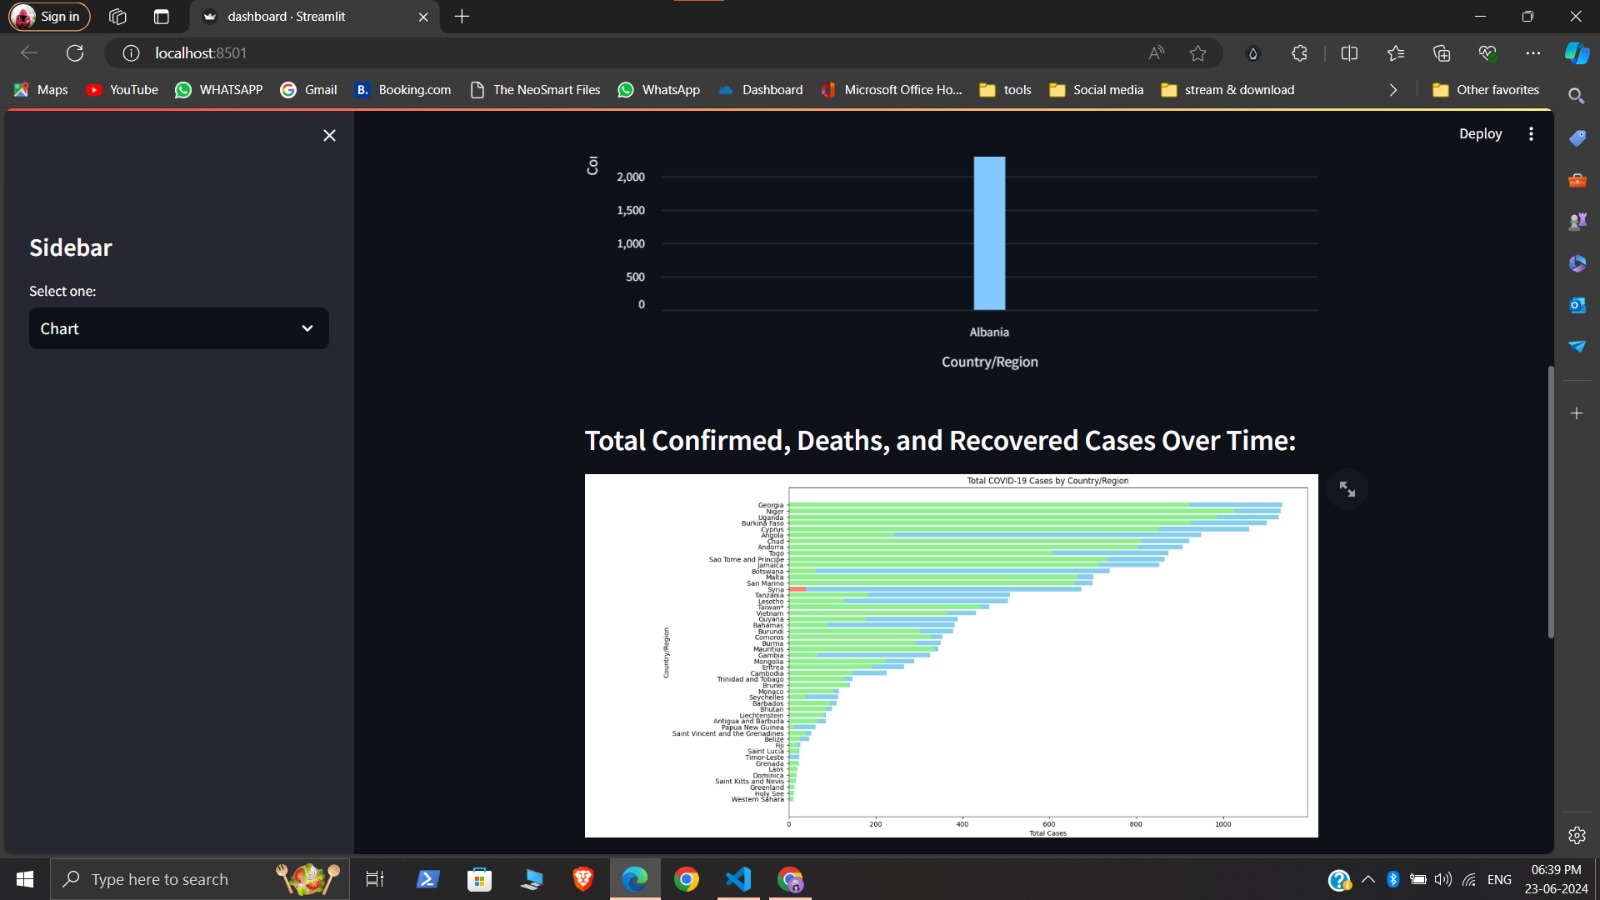 Sign in
dashboard · Streamlit
localhost:8501
Maps
YouTube
WHATSAPP
Gmail
B.
Booking.com
The NeoSmart Files
WhatsApp
Dashboard
Microsoft Office Ho...
tools
Social media
stream & download
Other favorites
Deploy
Sidebar
Select one:
Chart
2,000
1,500
1,000
500
0
Albania
Country/Region
Total Confirmed, Deaths, and Recovered Cases Over Time:
Total COVID-19 Cases by Country/Region
Georgia
Niger
Uganda
Burkina Faso
Cyprus
Angola
Chad
Andorra
Togo
Sao Tome and Principe
Jamaica
Botswana
Malta
San Marino
Syria
Tanzania
Lesotho
Taiwan*
Vietnam
Guyana
Bahamas
Burundi
Comoros
Burma
Mauritius
Gambia
Mongolia
Eritrea
Cambodia
Trinidad and Tobago
Brunei
Monaco
Seychelles
Barbados
Bhutan
Liechtenstein
Antigua and Barbuda
Papua New Guinea
Saint Vincent and the Grenadines
Belize
Fiji
Saint Lucia
Timor-Leste
Grenada
Laos
Dominica
Saint Kitts and Nevis
Greenland
Holy See
Western Sahara
Country/Region
0
200
400
600
800
1000
Total Cases
Type here to search
ENG
06:39 PM
23-06-2024